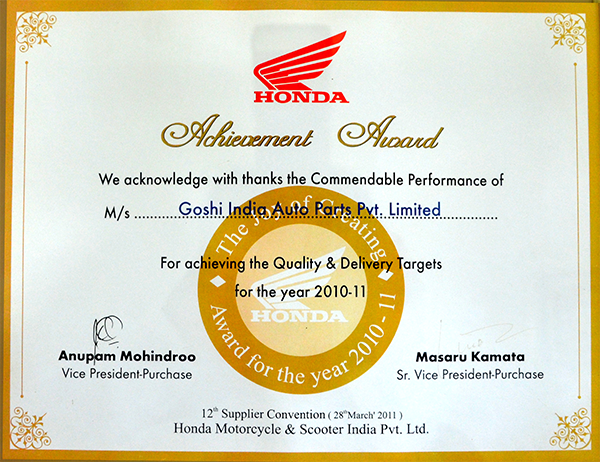 HONDA
Achievement Award
We acknowledge with thanks the Commendable Performance of
M/s ........ Goshi India Auto Parts Pvt. Limited ........
The Joy of Creating
For achieving the Quality & Delivery Targets
for the year 2010-11
HONDA
Award for the year 2010 - 11
Anupam Mohindroo
Vice President-Purchase
Masaru Kamata
Sr. Vice President-Purchase
12th Supplier Convention ( 28th March' 2011 )
Honda Motorcycle & Scooter India Pvt. Ltd.